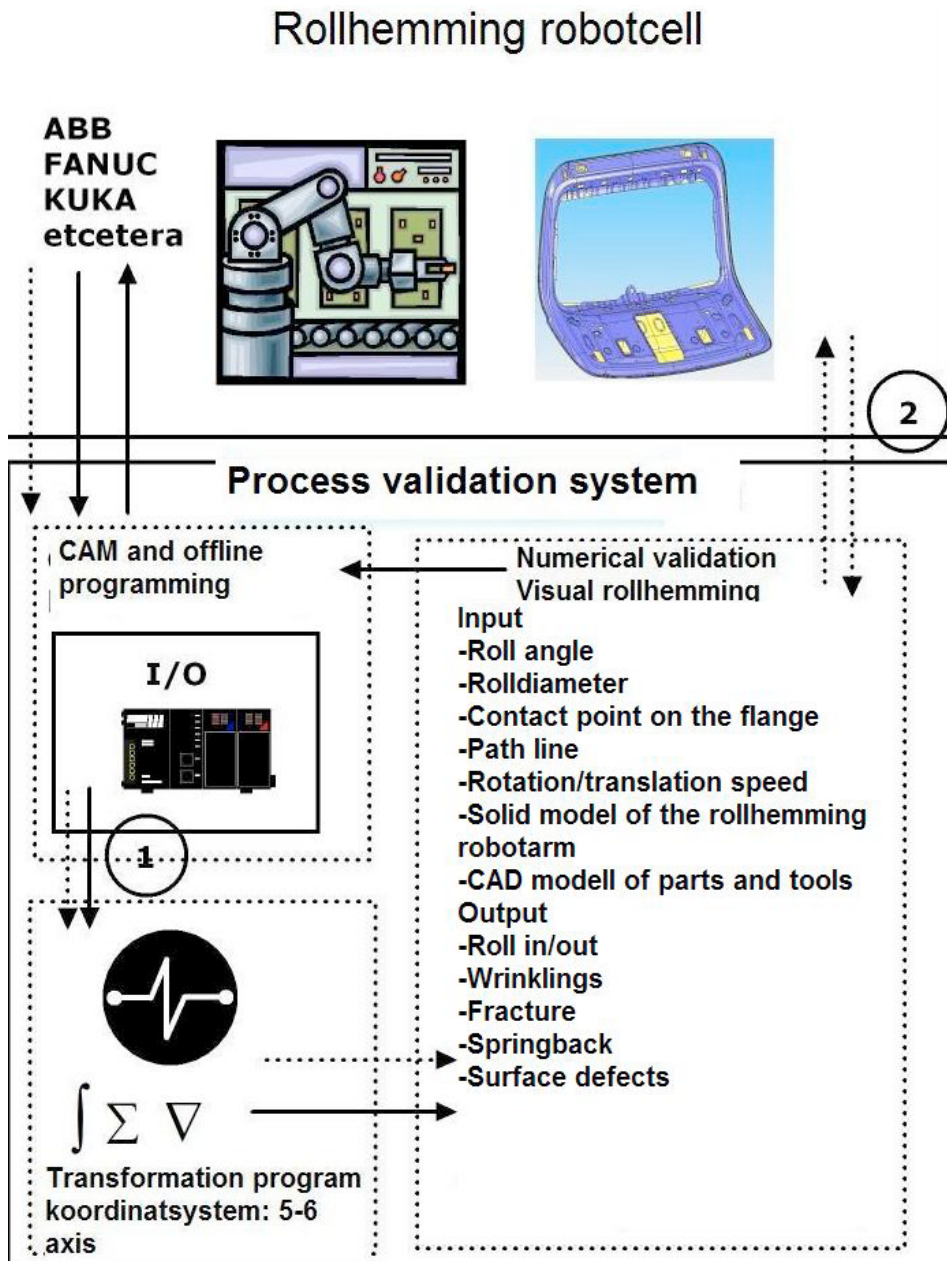 Rollhemming robotcell
ABB
FANUC
KUKA
etcetera
2
Process validation system
CAM and offline
programming
I/O
1
Numerical validation
Visual rollhemming
Input
-Roll angle
-Rolldiameter
-Contact point on the flange
-Path line
-Rotation/translation speed
-Solid model of the rollhemming
robotarm
-CAD modell of parts and tools
Output
-Roll in/out
-Wrinklings
-Fracture
-Springback
-Surface defects
∫ Σ ∇
Transformation program
koordinatsystem: 5-6
axis